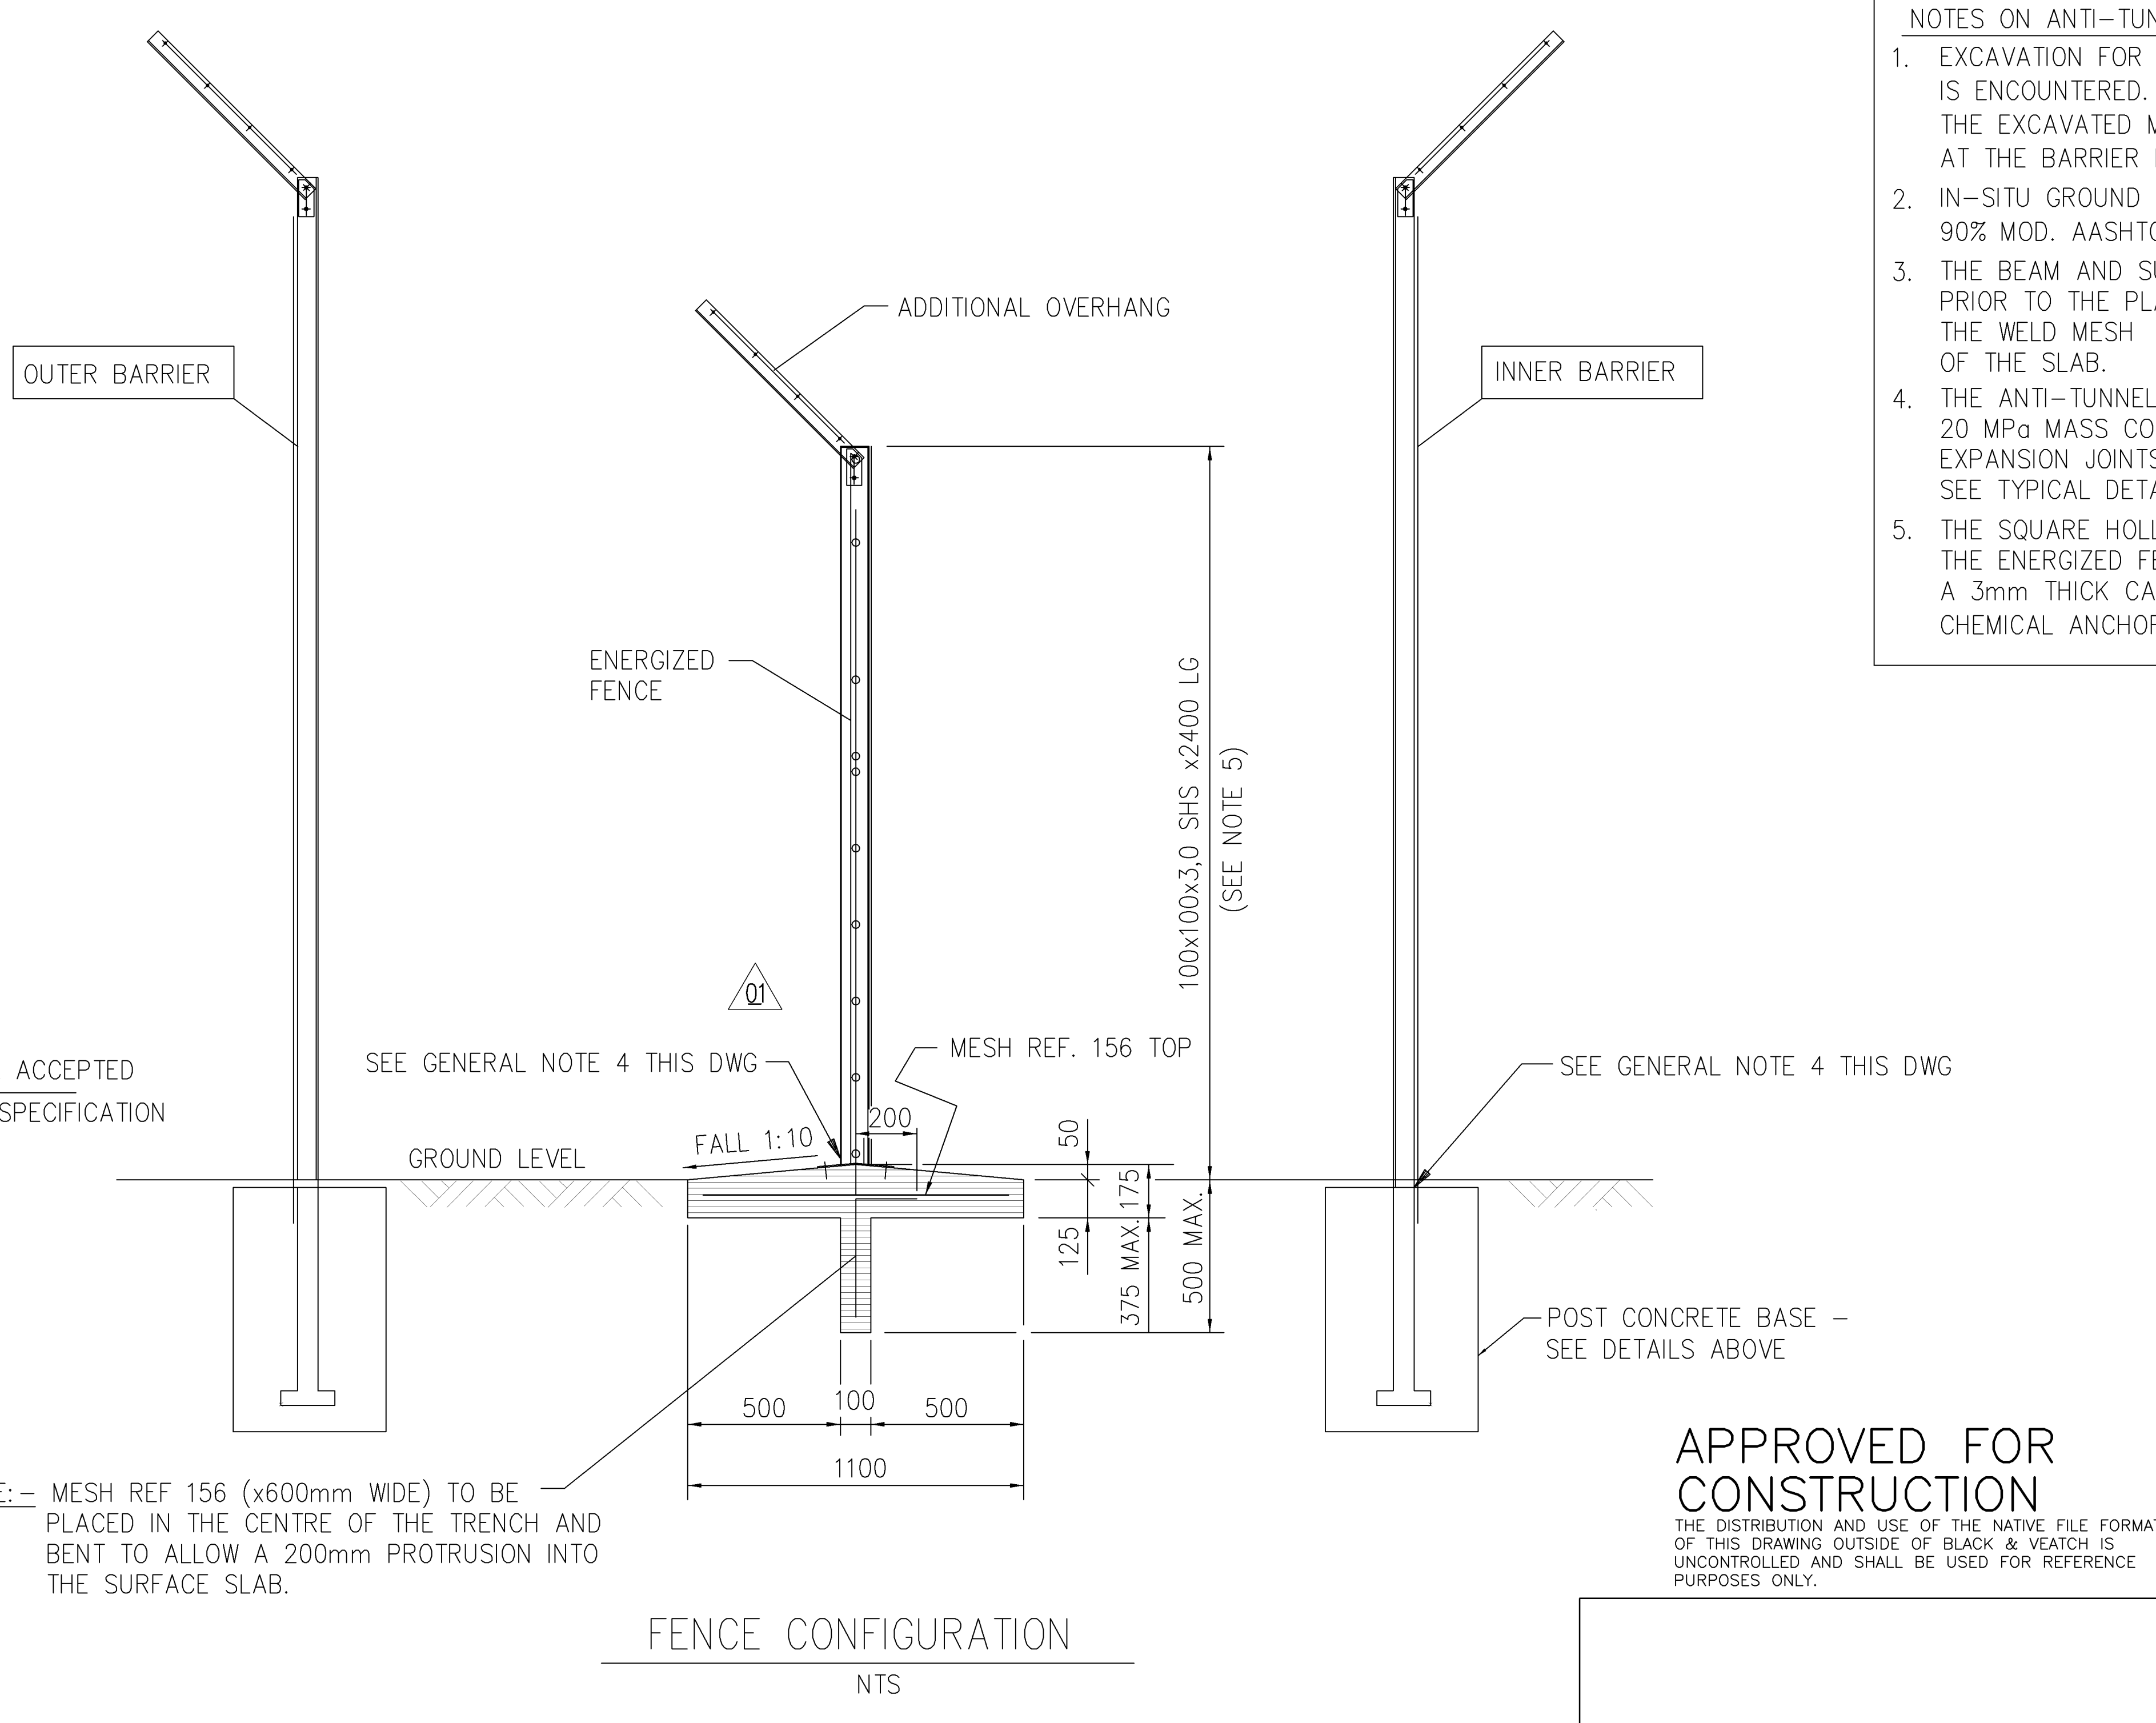 NOTES ON ANTI-TUN
1. EXCAVATION FOR
IS ENCOUNTERED.
THE EXCAVATED M
AT THE BARRIER
2. IN-SITU GROUND
90% MOD. AASHTO
3. THE BEAM AND SU
PRIOR TO THE PLA
THE WELD MESH
OF THE SLAB.
4. THE ANTI-TUNNEL
20 MPa MASS CO
EXPANSION JOINTS
SEE TYPICAL DETA
5. THE SQUARE HOLL
THE ENERGIZED FE
A 3mm THICK CA
CHEMICAL ANCHOR
OUTER BARRIER
ADDITIONAL OVERHANG
INNER BARRIER
ENERGIZED
FENCE
100x100x3,0 SHS x2400 LG
(SEE NOTE 5)
01
SEE GENERAL NOTE 4 THIS DWG
MESH REF. 156 TOP
SEE GENERAL NOTE 4 THIS DWG
ACCEPTED
SPECIFICATION
200
FALL 1:10
GROUND LEVEL
50
125
175
375 MAX.
500 MAX.
POST CONCRETE BASE -
SEE DETAILS ABOVE
500
100
500
1100
E:- MESH REF 156 (x600mm WIDE) TO BE
PLACED IN THE CENTRE OF THE TRENCH AND
BENT TO ALLOW A 200mm PROTRUSION INTO
THE SURFACE SLAB.
APPROVED FOR
CONSTRUCTION
THE DISTRIBUTION AND USE OF THE NATIVE FILE FORMAT
OF THIS DRAWING OUTSIDE OF BLACK & VEATCH IS
UNCONTROLLED AND SHALL BE USED FOR REFERENCE
PURPOSES ONLY.
FENCE CONFIGURATION
NTS